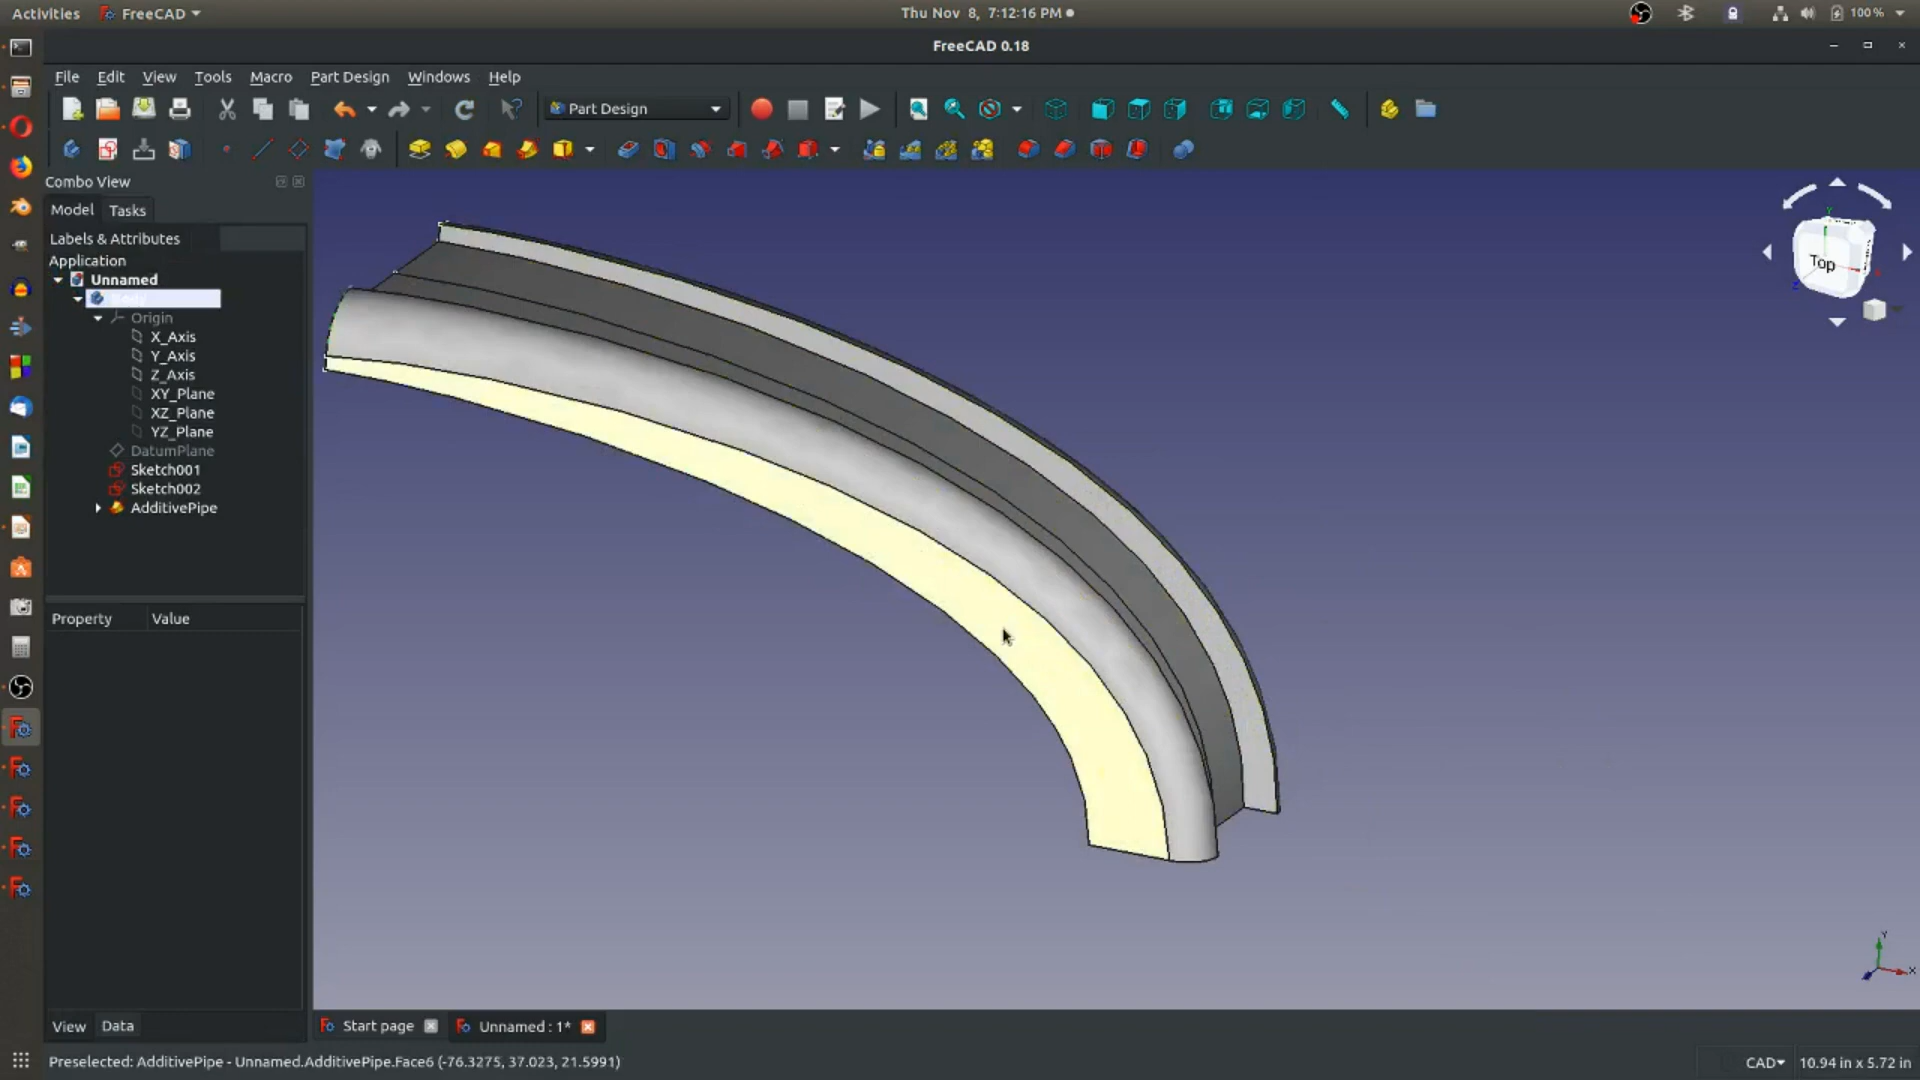 Activities FreeCAD Thu Nov 8, 7:12:16 PM 100%
FreeCAD 0.18
File Edit View Tools Macro Part Design Windows Help
Part Design
Combo View
Model Tasks
Labels & Attributes
Application
Unnamed
Origin
X_Axis
Y_Axis
Z_Axis
XY_Plane
XZ_Plane
YZ_Plane
DatumPlane
Sketch001
Sketch002
AdditivePipe
Property Value
Top
Y
X
View Data
Start page Unnamed : 1*
Preselected: AdditivePipe - Unnamed.AdditivePipe.Face6 (-76.3275, 37.023, 21.5991) CAD 10.94 in x 5.72 in